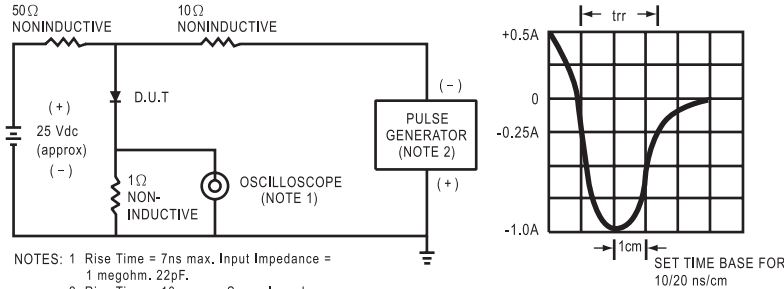 50Ω
NONINDUCTIVE
10Ω
NONINDUCTIVE
(+)
25 Vdc
(approx)
(−)
D.U.T
1Ω
NON-
INDUCTIVE
OSCILLOSCOPE
(NOTE 1)
(−)
PULSE
GENERATOR
(NOTE 2)
(+)
trr
+0.5A
0
-0.25A
-1.0A
1cm
SET TIME BASE FOR
10/20 ns/cm
NOTES: 1 Rise Time = 7ns max. Input Impedance =
1 megohm. 22pF.